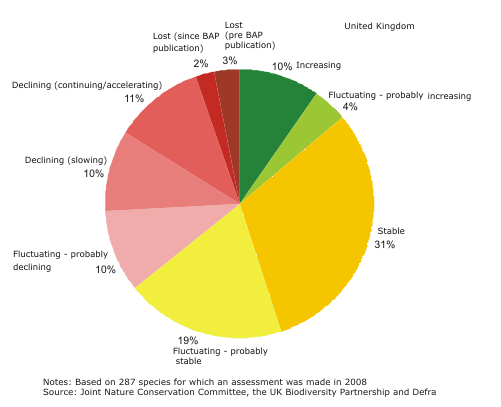 United Kingdom
Lost
(pre BAP
publication)
3%
Lost (since BAP
publication)
2%
10% Increasing
Fluctuating - probably increasing
4%
Declining (continuing/accelerating)
11%
Declining (slowing)
10%
Stable
31%
Fluctuating - probably
declining
10%
19%
Fluctuating - probably
stable
Notes: Based on 287 species for which an assessment was made in 2008
Source: Joint Nature Conservation Committee, the UK Biodiversity Partnership and Defra